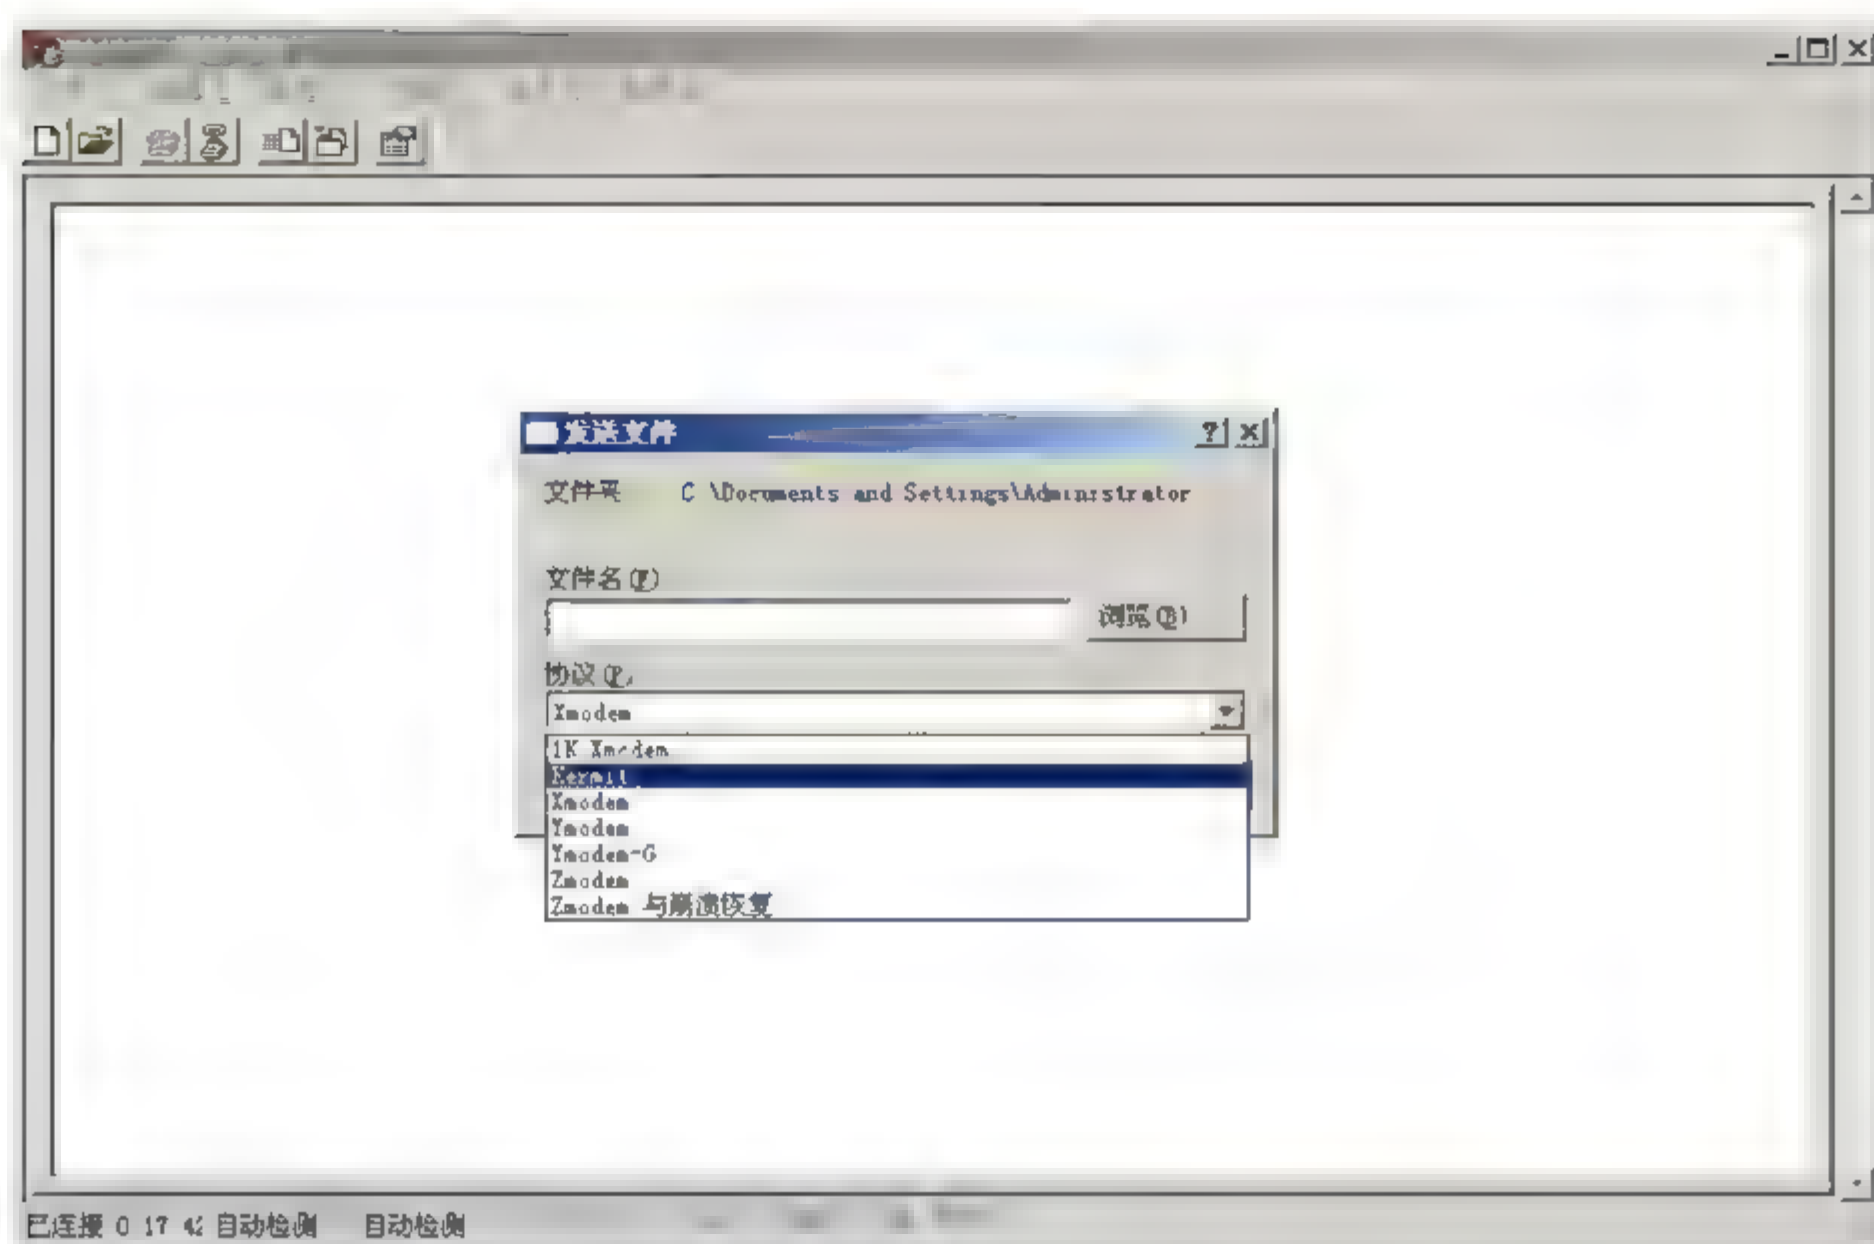 发送文件
文件夹 C \Documents and Settings\Administrator
文件名(F)
浏览(B)
协议(P)
Xmodem
1K Xmodem
Kermit
Xmodem
Ymodem
Ymodem-G
Zmodem
Zmodem 与崩溃恢复
已连接 0 17 42 自动检测 自动检测